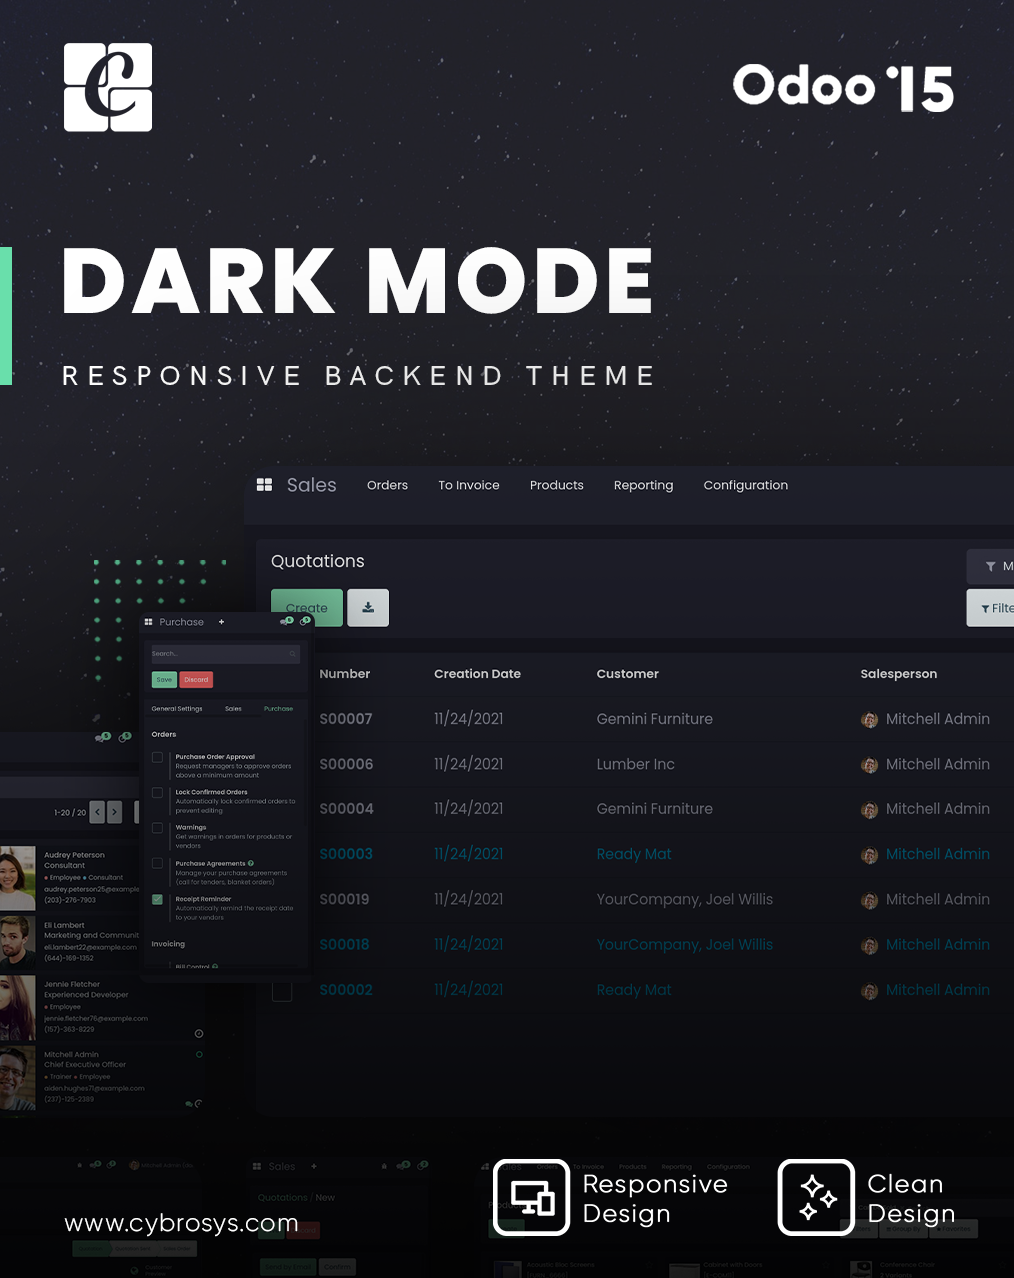 C
Odoo '15
DARK MODE
RESPONSIVE BACKEND THEME
Sales Orders To Invoice Products Reporting Configuration
Quotations
M
Create
Filte
Number Creation Date Customer Salesperson
S00007 11/24/2021 Gemini Furniture Mitchell Admin
S00006 11/24/2021 Lumber Inc Mitchell Admin
S00004 11/24/2021 Gemini Furniture Mitchell Admin
S00003 11/24/2021 Ready Mat Mitchell Admin
S00019 11/24/2021 YourCompany, Joel Willis Mitchell Admin
S00018 11/24/2021 YourCompany, Joel Willis Mitchell Admin
S00002 11/24/2021 Ready Mat Mitchell Admin
Purchase +
Search...
Save Discard
General Settings Sales Purchase
Orders
Purchase Order Approval
Request managers to approve orders
above a minimum amount
Lock Confirmed Orders
Automatically lock confirmed orders to
prevent editing
Warnings
Get warnings in orders for products or
vendors
Purchase Agreements ?
Manage your purchase agreements
(call for tenders, blanket orders)
Receipt Reminder
Automatically remind the receipt date
to your vendors
Invoicing
Bill Control ?
1-20 / 20
Audrey Peterson
Consultant
Employee Consultant
audrey.peterson25@example
(203)-276-7903
Eli Lambert
Marketing and Communit
eli.lambert22@example.com
(644)-169-1352
Jennie Fletcher
Experienced Developer
Employee
jennie.fletcher76@example.com
(157)-363-8229
Mitchell Admin
Chief Executive Officer
Trainer Employee
aiden.hughes71@example.com
(237)-125-2389
Sales +
Quotations / New
Confirm
Orders To Invoice Products Reporting Configuration
Responsive
Design
Clean
Design
www.cybrosys.com